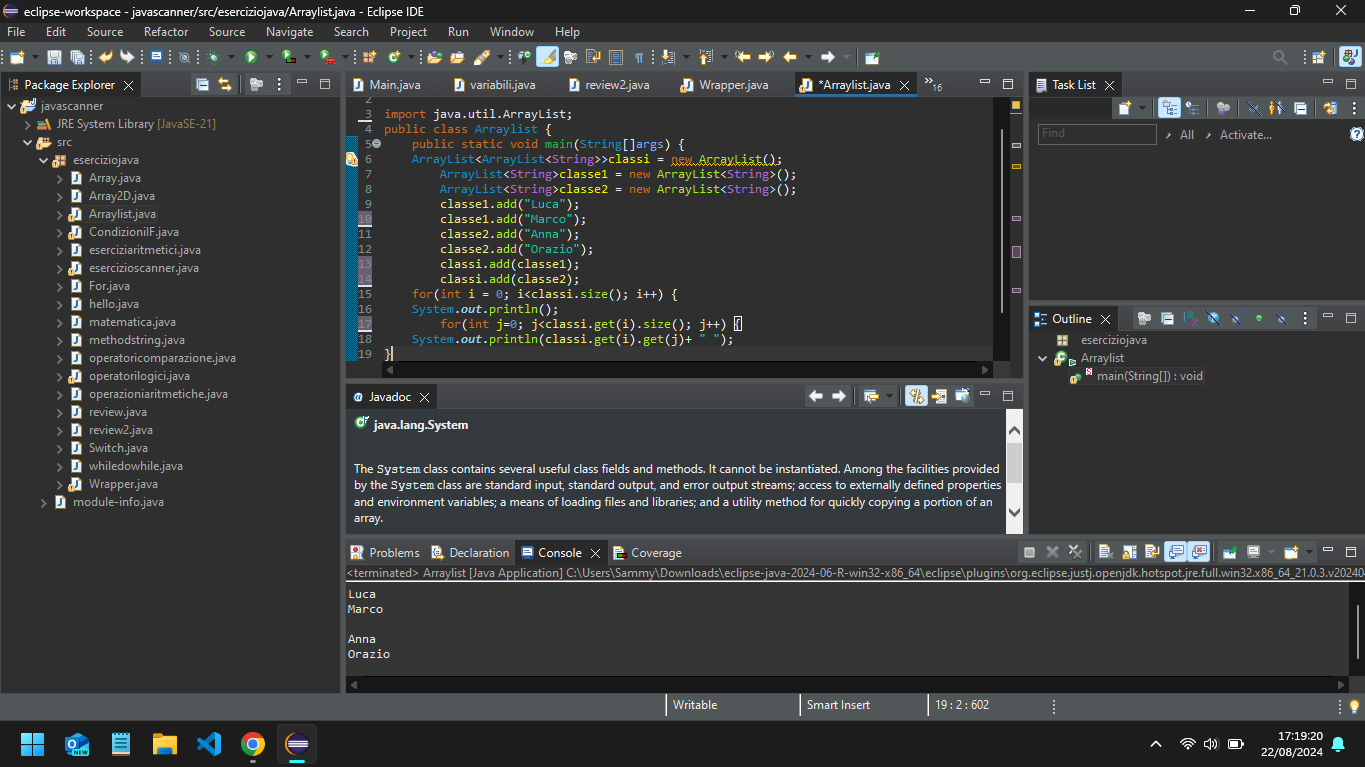 eclipse-workspace - javascanner/src/eserciziojava/Arraylist.java - Eclipse IDE
File Edit Source Refactor Source Navigate Search Project Run Window Help
Package Explorer
javascanner
JRE System Library [JavaSE-21]
src
eserciziojava
Array.java
Array2D.java
Arraylist.java
CondizioniIF.java
eserciziaritmetici.java
esercizioscanner.java
For.java
hello.java
matematica.java
methodstring.java
operatoricomparazione.java
operatorilogici.java
operazioniaritmetiche.java
review.java
review2.java
Switch.java
whiledowhile.java
Wrapper.java
module-info.java
Main.java variabili.java review2.java Wrapper.java *Arraylist.java »16
2
3 import java.util.ArrayList;
4 public class Arraylist {
5 public static void main(String[]args) {
6 ArrayList<ArrayList<String>>classi = new ArrayList();
7 ArrayList<String>classe1 = new ArrayList<String>();
8 ArrayList<String>classe2 = new ArrayList<String>();
9 classe1.add("Luca");
10 classe1.add("Marco");
11 classe2.add("Anna");
12 classe2.add("Orazio");
13 classi.add(classe1);
14 classi.add(classe2);
15 for(int i = 0; i<classi.size(); i++) {
16 System.out.println();
17 for(int j=0; j<classi.get(i).size(); j++) {
18 System.out.println(classi.get(i).get(j)+ " ");
19 }
Javadoc
java.lang.System
The System class contains several useful class fields and methods. It cannot be instantiated. Among the facilities provided
by the System class are standard input, standard output, and error output streams; access to externally defined properties
and environment variables; a means of loading files and libraries; and a utility method for quickly copying a portion of an
array.
Problems Declaration Console Coverage
<terminated> Arraylist [Java Application] C:\Users\Sammy\Downloads\eclipse-java-2024-06-R-win32-x86_64\eclipse\plugins\org.eclipse.justj.openjdk.hotspot.jre.full.win32.x86_64_21.0.3.v20240
Luca
Marco
Anna
Orazio
Task List
Find All Activate...
Outline
eserciziojava
Arraylist
main(String[]) : void
Writable Smart Insert 19 : 2 : 602
NEW
17:19:20
22/08/2024